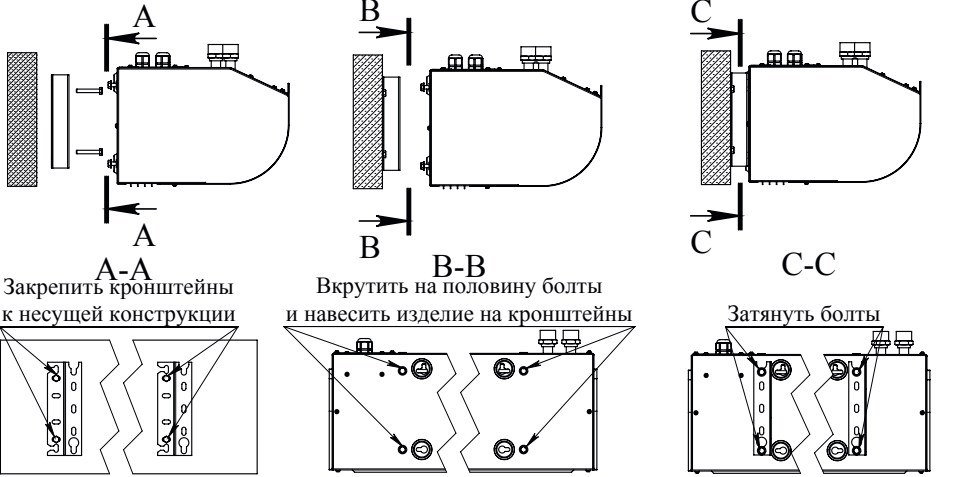 A
A
A-A
Закрепить кронштейны
к несущей конструкции
B
B
B-B
Вкрутить на половину болты
и навесить изделие на кронштейны
C
C
C-C
Затянуть болты